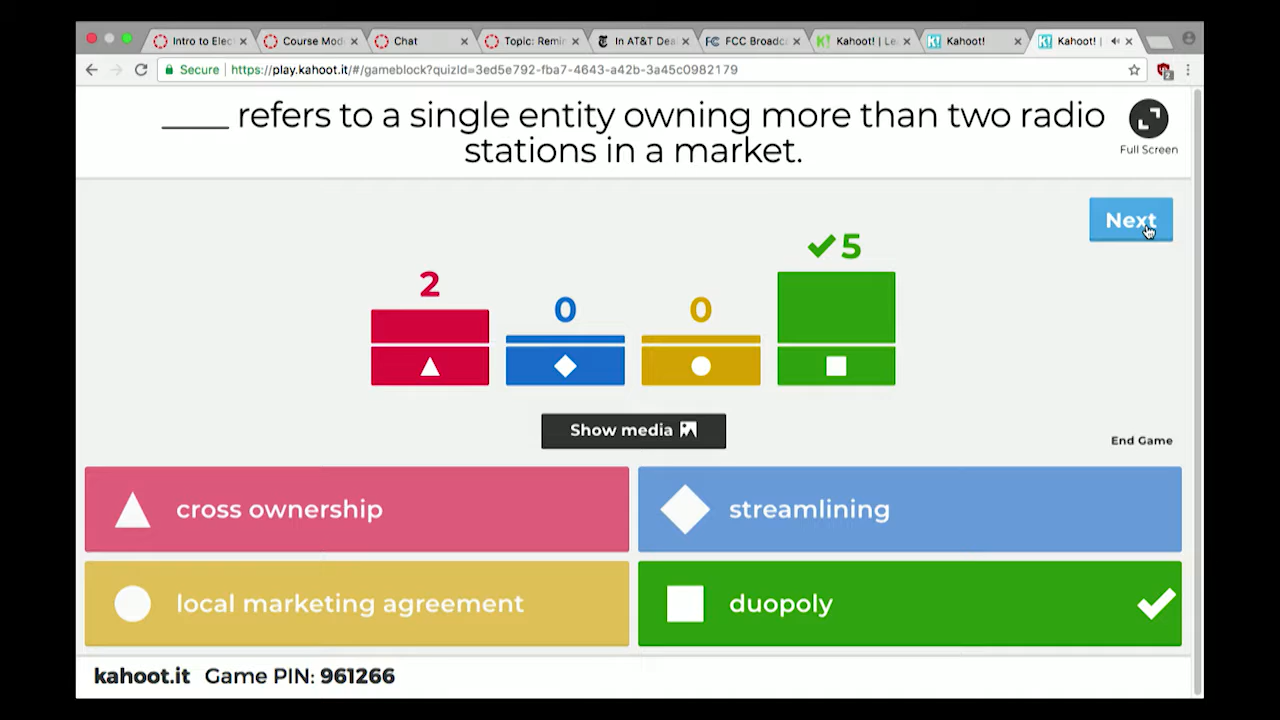 Intro to Elec
Course Mod
Chat
Topic: Remi
In AT&T Dea
FCC Broadc
Kahoot! | Le
Kahoot!
Kahoot! |
Secure
https://play.kahoot.it/#/gameblock?quizId=3ed5e792-fba7-4643-a42b-3a45c0982179
2
____ refers to a single entity owning more than two radio
stations in a market.
Full Screen
Next
2
0
0
5
Show media
End Game
cross ownership
streamlining
local marketing agreement
duopoly
kahoot.it Game PIN: 961266